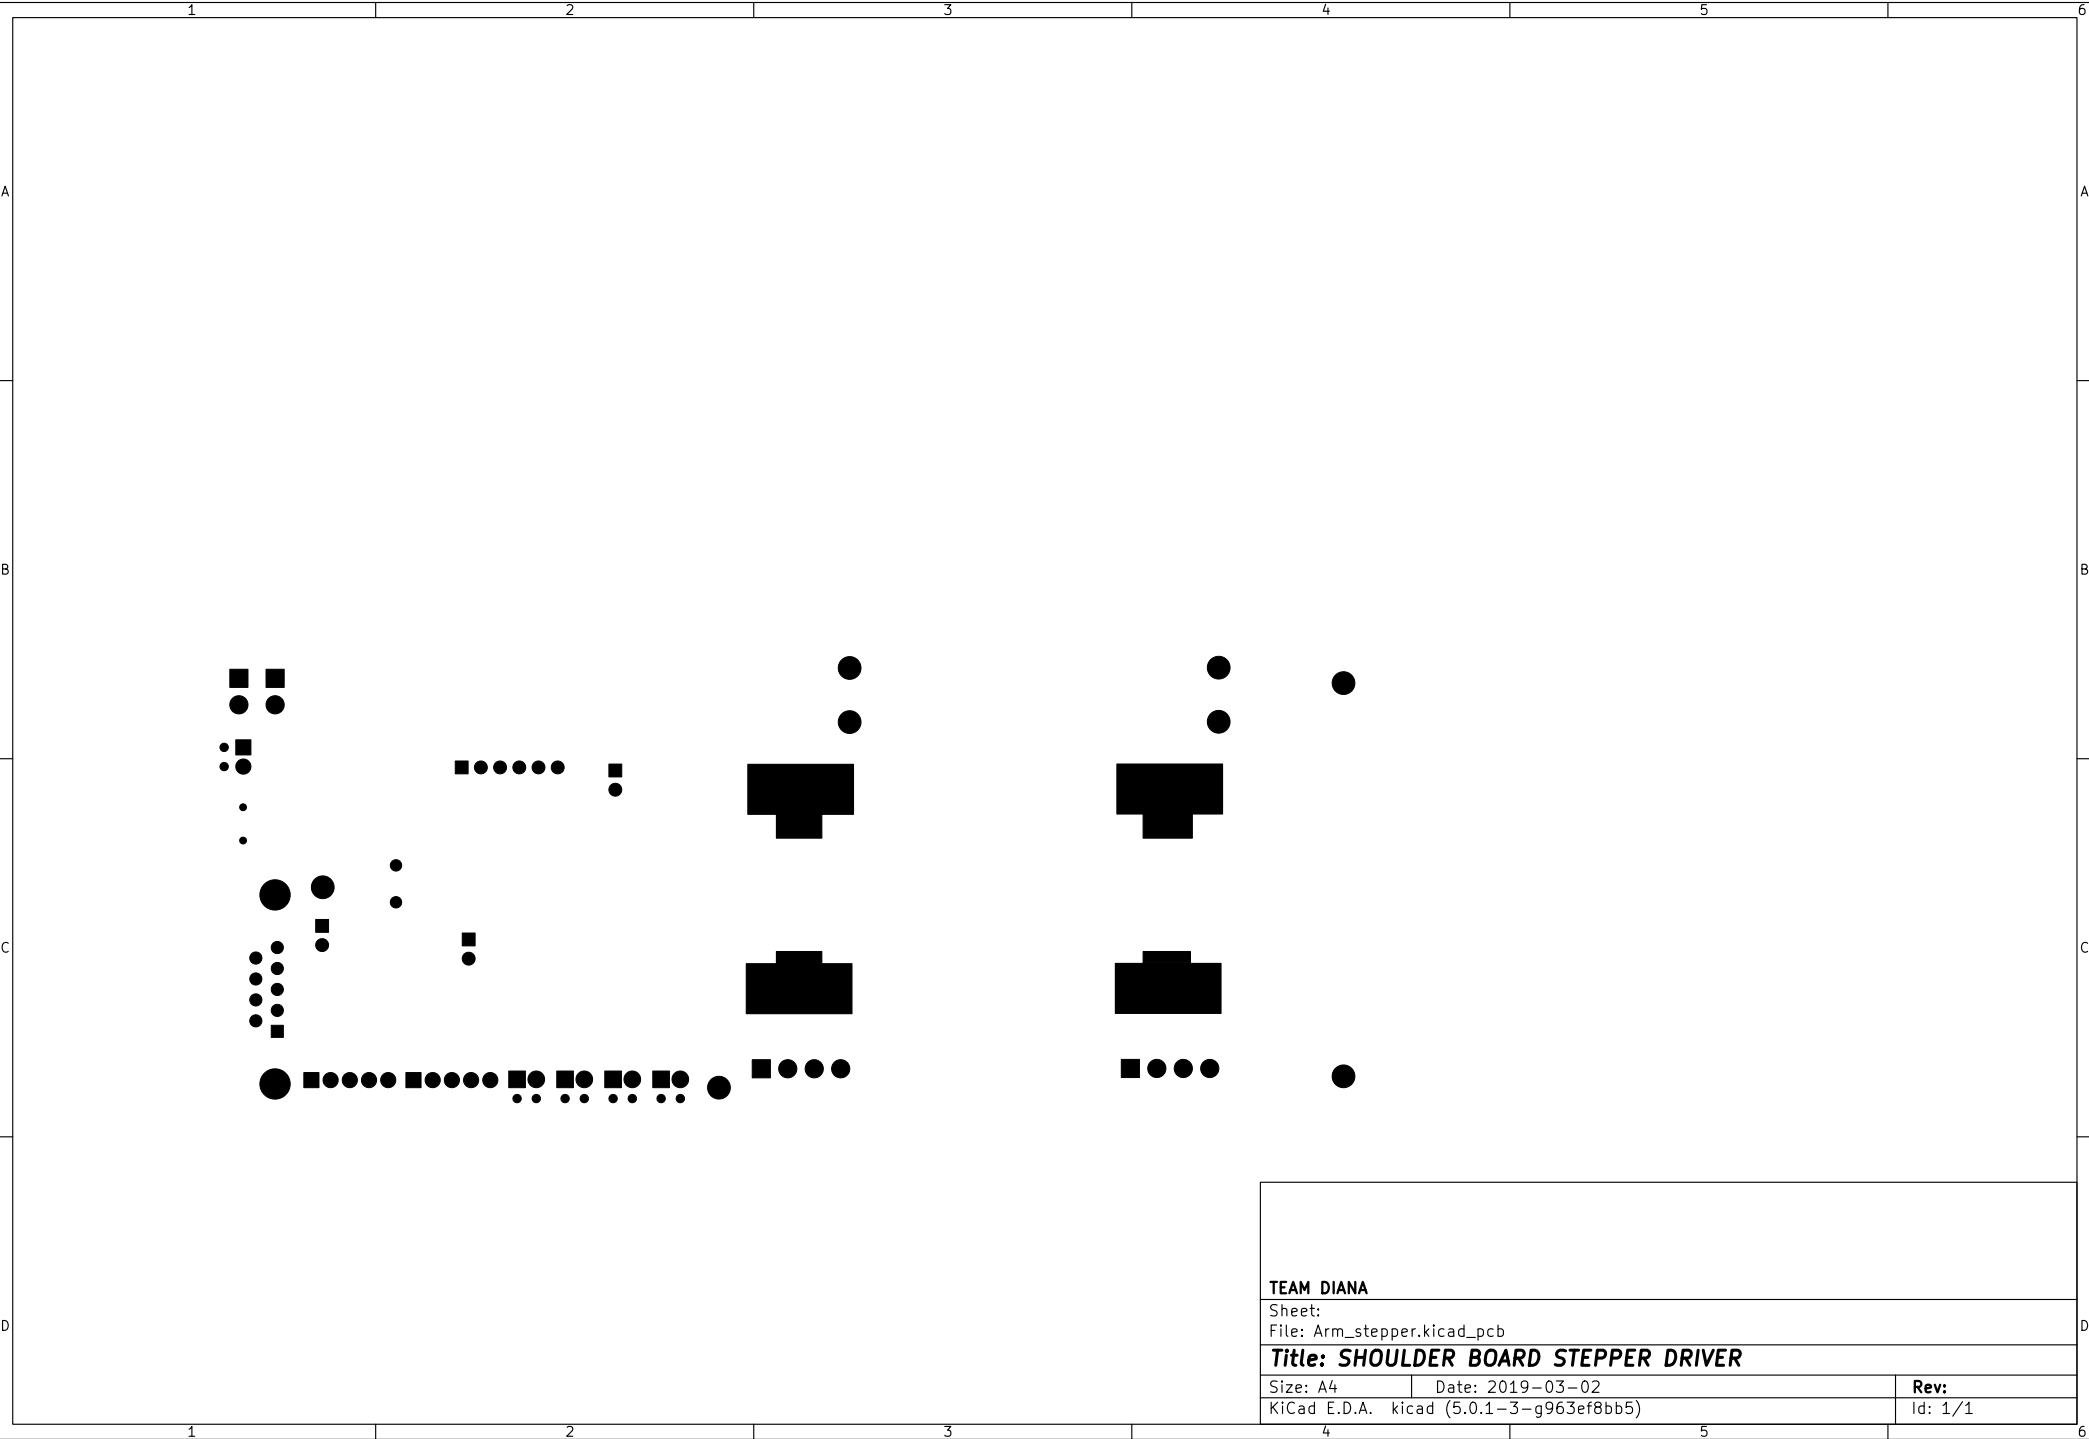 1 2 3 4 5 6
A A
B B
C C
TEAM DIANA
Sheet:
File: Arm_stepper.kicad_pcb
D D
Title: SHOULDER BOARD STEPPER DRIVER
Size: A4 Date: 2019-03-02 Rev:
KiCad E.D.A. kicad (5.0.1-3-g963ef8bb5) Id: 1/1
1 2 3 4 5 6